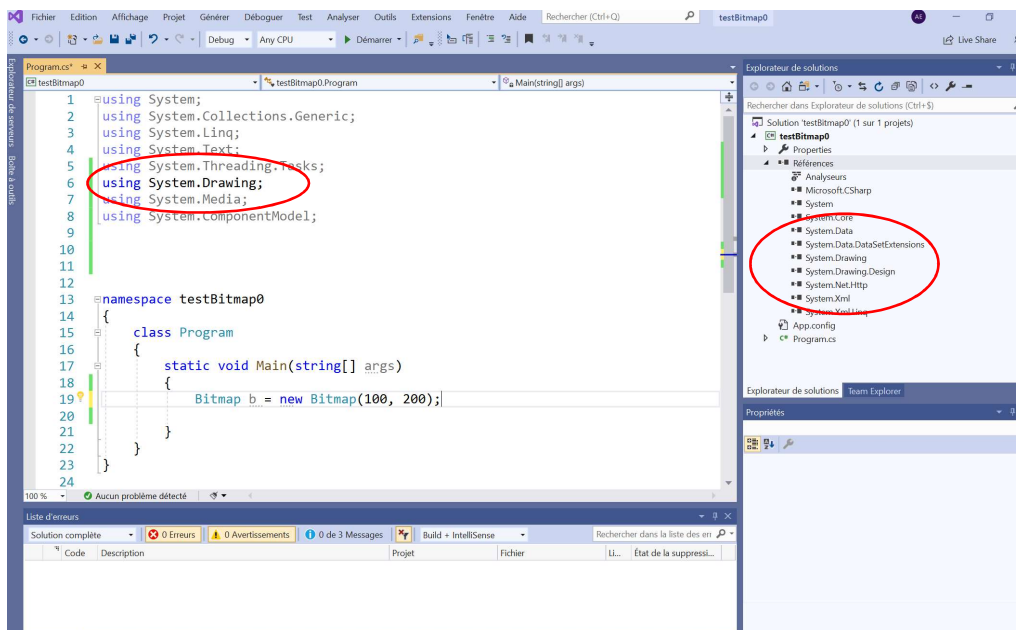 Fichier Edition Affichage Projet Générer Déboguer Test Analyser Outils Extensions Fenêtre Aide Rechercher (Ctrl+Q) testBitmap0 AE
Debug Any CPU Démarrer Live Share
Explorateur de serveurs
Boîte à outils
Program.cs*
testBitmap0 testBitmap0.Program Main(string[] args)
1 using System;
2 using System.Collections.Generic;
3 using System.Linq;
4 using System.Text;
5 using System.Threading.Tasks;
6 using System.Drawing;
7 using System.Media;
8 using System.ComponentModel;
9
10
11
12
13 namespace testBitmap0
14 {
15 class Program
16 {
17 static void Main(string[] args)
18 {
19 Bitmap b = new Bitmap(100, 200);
20
21 }
22 }
23 }
24
100 % Aucun problème détecté
Liste d'erreurs
Solution complète 0 Erreurs 0 Avertissements 0 de 3 Messages Build + IntelliSense Rechercher dans la liste des err
Code Description Projet Fichier Li... État de la suppressi...
Explorateur de solutions
Rechercher dans Explorateur de solutions (Ctrl+$)
Solution 'testBitmap0' (1 sur 1 projets)
testBitmap0
Properties
Références
Analyseurs
Microsoft.CSharp
System
System.Core
System.Data
System.Data.DataSetExtensions
System.Drawing
System.Drawing.Design
System.Net.Http
System.Xml
System.Xml.Linq
App.config
C# Program.cs
Explorateur de solutions Team Explorer
Propriétés